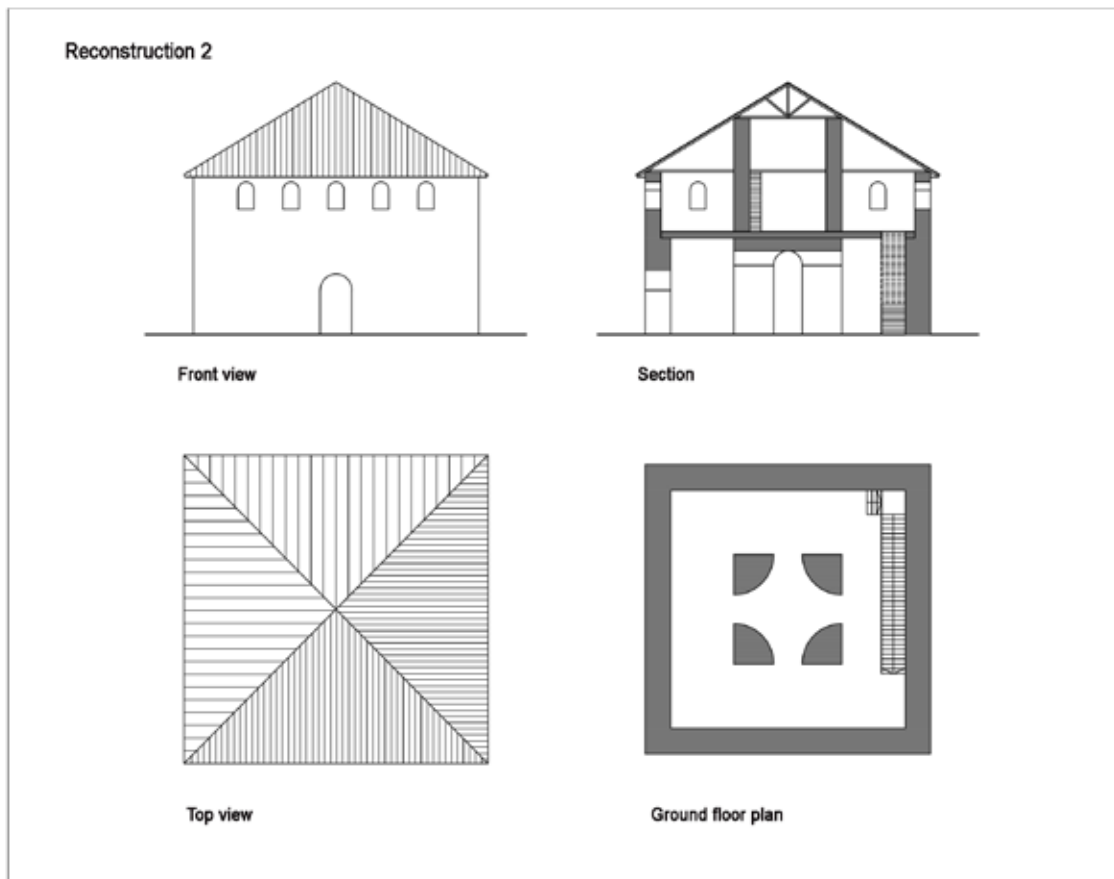 Reconstruction 2
Front view
Section
Top view
Ground floor plan